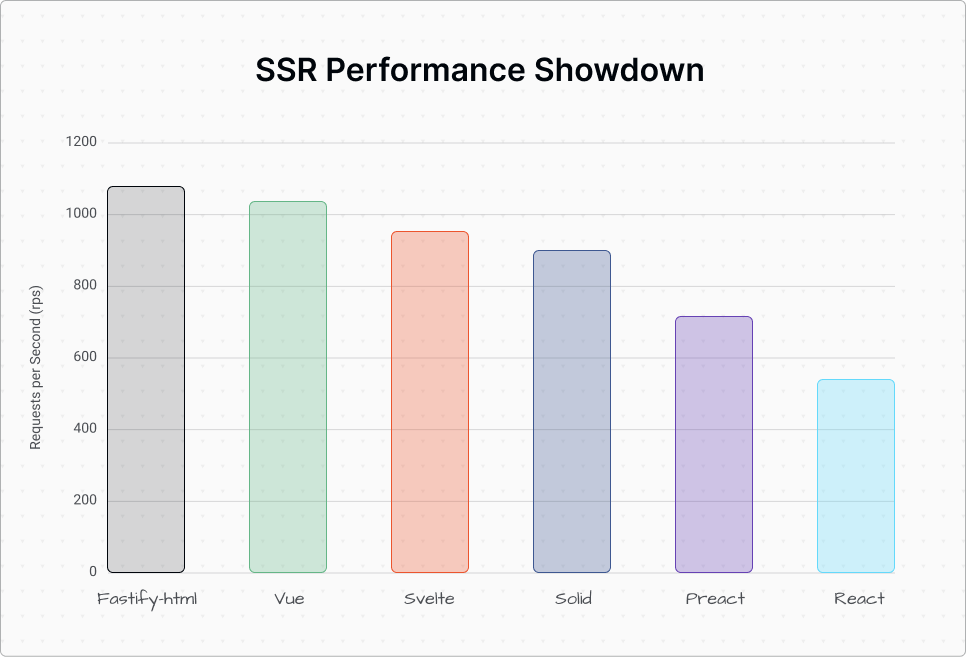 SSR Performance Showdown
Requests per Second (rps)
1200
1000
800
600
400
200
0
Fastify-html
Vue
Svelte
Solid
Preact
React